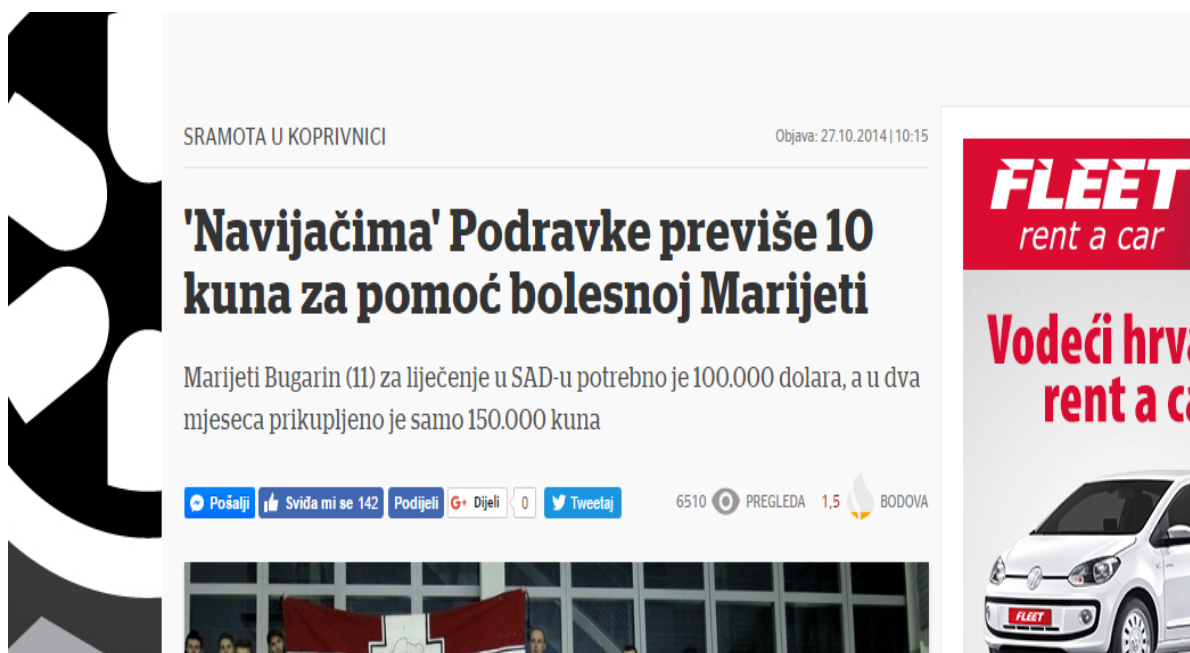 SRAMOTA U KOPRIVNICI
Objava: 27.10.2014 | 10:15
'Navijačima' Podravke previše 10
kuna za pomoć bolesnoj Marijeti
Marijeti Bugarin (11) za liječenje u SAD-u potrebno je 100.000 dolara, a u dva
mjeseca prikupljeno je samo 150.000 kuna
Pošalji
Sviđa mi se 142
Podijeli
G+ Dijeli
0
Tweetaj
6510 PREGLEDA
1,5 BODOVA
FLEET
rent a car
Vodeći hrva
rent a ca
FLEET